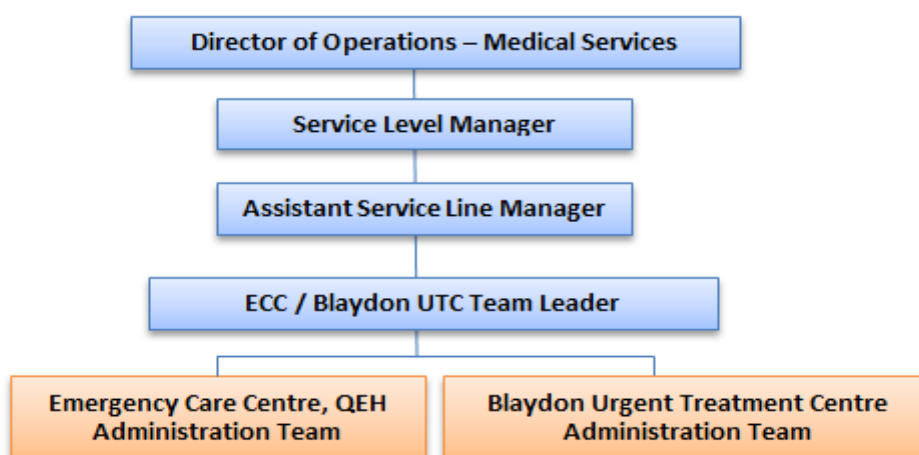 Director of Operations – Medical Services
Service Level Manager
Assistant Service Line Manager
ECC / Blaydon UTC Team Leader
Emergency Care Centre, QEH
Administration Team
Blaydon Urgent Treatment Centre
Administration Team